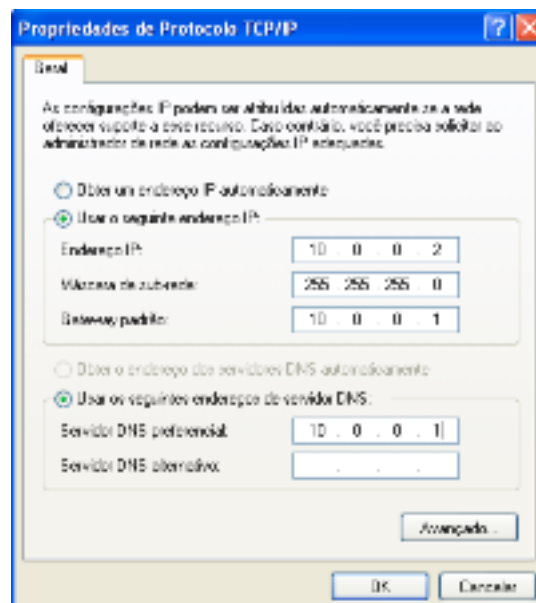 Propriedades de Protocolo TCP/IP
Geral
As configurações IP podem ser atribuídas automaticamente se a rede
oferecer suporte a esse recurso. Caso contrário, você precisa solicitar ao
administrador de rede as configurações IP adequadas.
Obter um endereço IP automaticamente
Usar o seguinte endereço IP:
Endereço IP: 10 . 0 . 0 . 2
Máscara de sub-rede: 255 . 255 . 255 . 0
Gateway padrão: 10 . 0 . 0 . 1
Obter o endereço dos servidores DNS automaticamente
Usar os seguintes endereços de servidor DNS:
Servidor DNS preferencial: 10 . 0 . 0 . 1
Servidor DNS alternativo: . . .
Avançado...
OK Cancelar